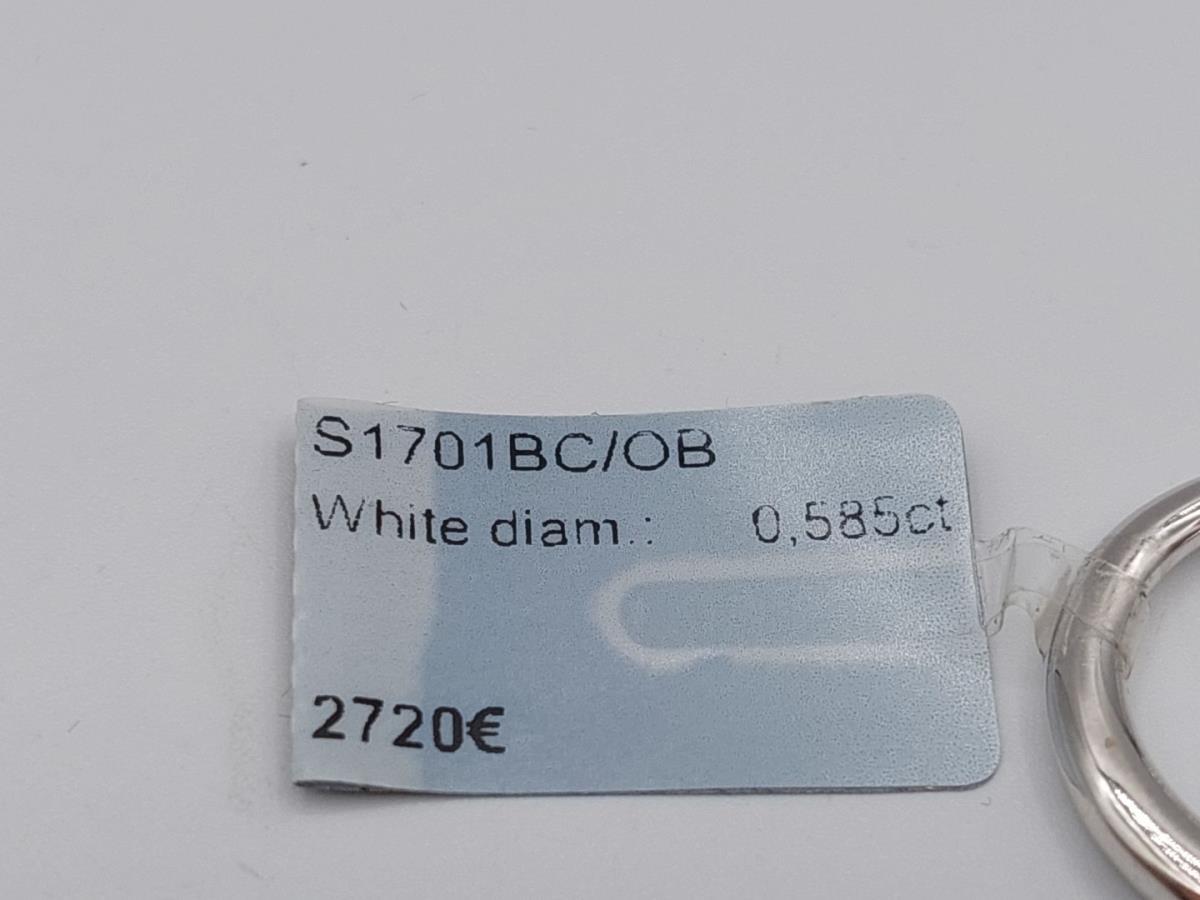 S1701BC/OB
White diam.: 0,585ct
2720€